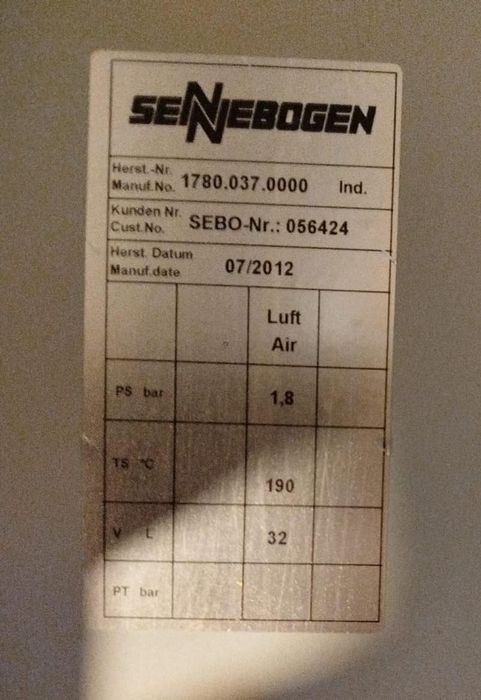 SENNEBOGEN
Herst.-Nr.
Manuf.No. 1780.037.0000 Ind.
Kunden Nr.
Cust.No. SEBO-Nr.: 056424
Herst. Datum
Manuf.date 07/2012
Luft
Air
PS bar 1,8
TS °C 190
V L 32
PT bar